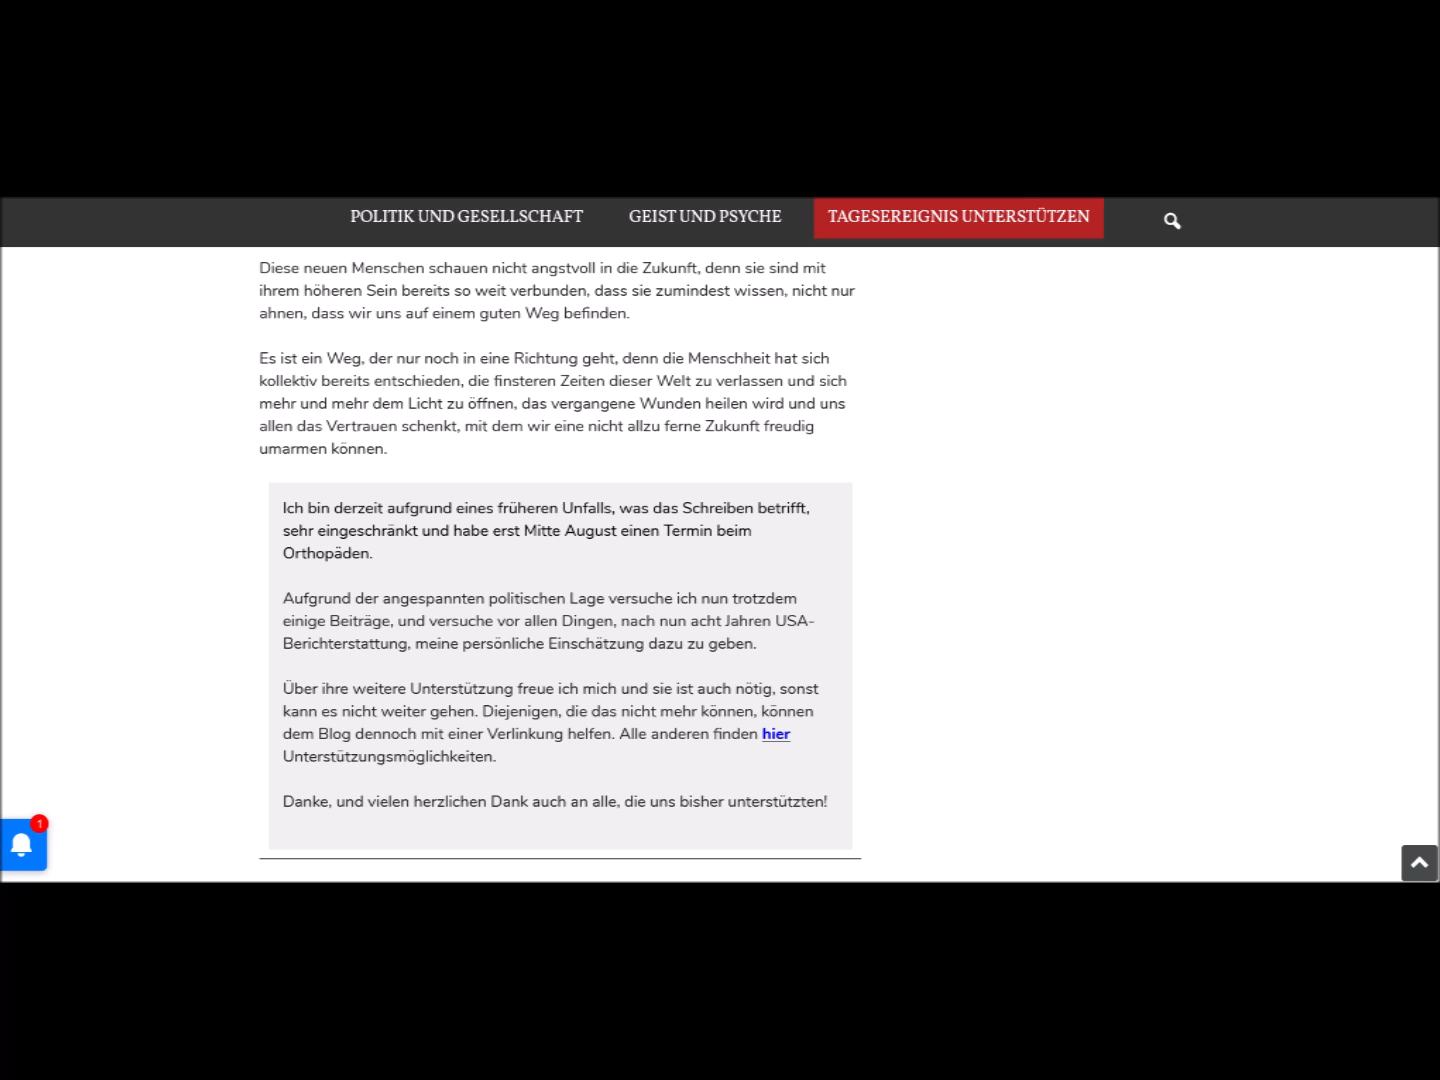 POLITIK UND GESELLSCHAFT GEIST UND PSYCHE TAGESEREIGNIS UNTERSTÜTZEN
Diese neuen Menschen schauen nicht angstvoll in die Zukunft, denn sie sind mit
ihrem höheren Sein bereits so weit verbunden, dass sie zumindest wissen, nicht nur
ahnen, dass wir uns auf einem guten Weg befinden.
Es ist ein Weg, der nur noch in eine Richtung geht, denn die Menschheit hat sich
kollektiv bereits entschieden, die finsteren Zeiten dieser Welt zu verlassen und sich
mehr und mehr dem Licht zu öffnen, das vergangene Wunden heilen wird und uns
allen das Vertrauen schenkt, mit dem wir eine nicht allzu ferne Zukunft freudig
umarmen können.
Ich bin derzeit aufgrund eines früheren Unfalls, was das Schreiben betrifft,
sehr eingeschränkt und habe erst Mitte August einen Termin beim
Orthopäden.
Aufgrund der angespannten politischen Lage versuche ich nun trotzdem
einige Beiträge, und versuche vor allen Dingen, nach nun acht Jahren USA-
Berichterstattung, meine persönliche Einschätzung dazu zu geben.
Über ihre weitere Unterstützung freue ich mich und sie ist auch nötig, sonst
kann es nicht weiter gehen. Diejenigen, die das nicht mehr können, können
dem Blog dennoch mit einer Verlinkung helfen. Alle anderen finden hier
Unterstützungsmöglichkeiten.
Danke, und vielen herzlichen Dank auch an alle, die uns bisher unterstützten!
1